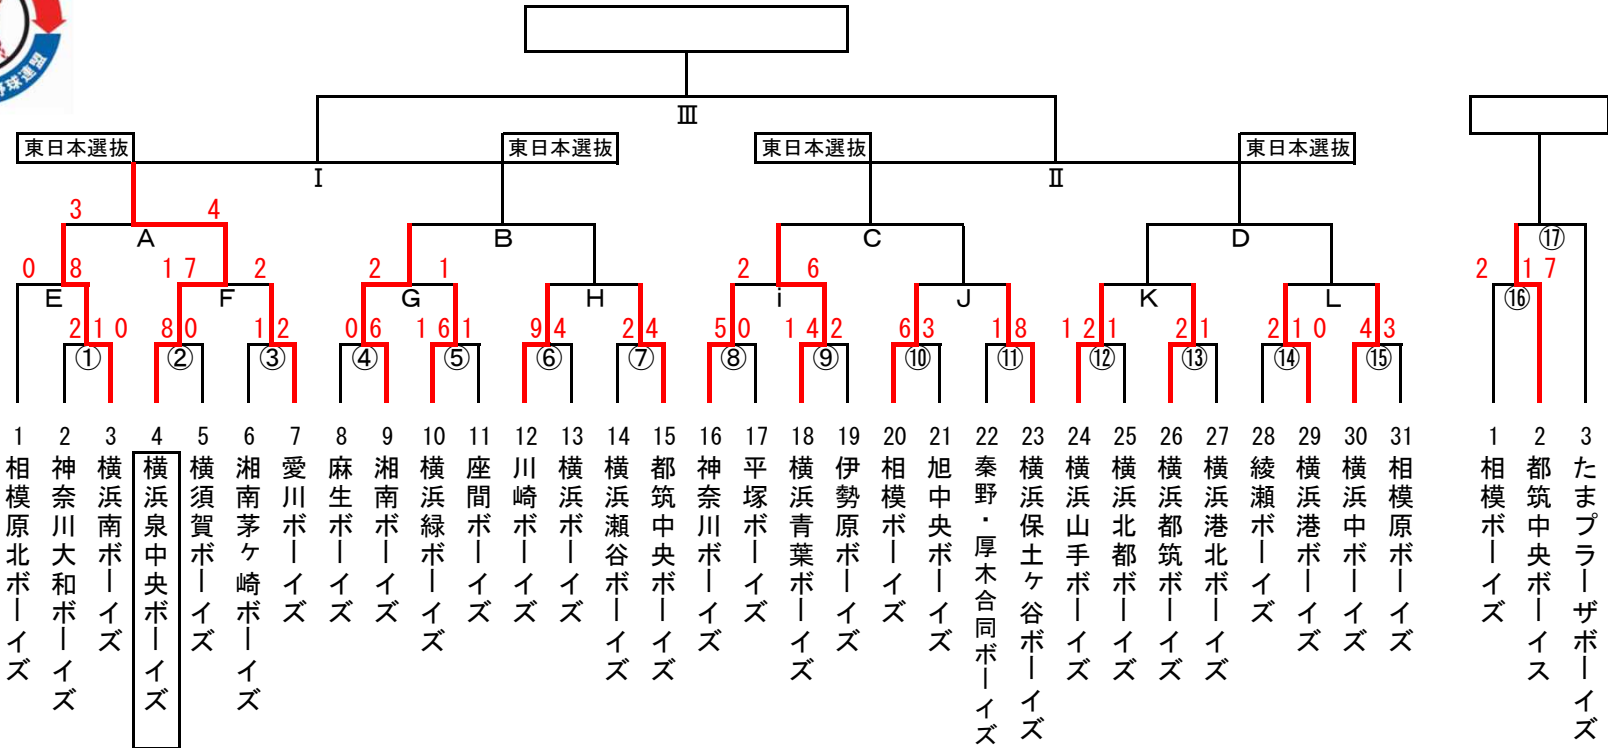 野球連盟
Ⅲ
東日本選抜 東日本選抜 東日本選抜 東日本選抜
Ⅰ Ⅱ
3 4
A B C D ⑰
0 8 17 2 2 1 2 6 2 17
E F G H i J K L ⑯
2 10 8 0 1 2 0 6 16 1 9 4 2 4 5 0 14 2 6 3 1 8 12 1 2 1 2 10 4 3
① ② ③ ④ ⑤ ⑥ ⑦ ⑧ ⑨ ⑩ ⑪ ⑫ ⑬ ⑭ ⑮
1 相模原北ボーイズ
2 神奈川大和ボーイズ
3 横浜南ボーイズ
4 横浜泉中央ボーイズ
5 横須賀ボーイズ
6 湘南茅ケ崎ボーイズ
7 愛川ボーイズ
8 麻生ボーイズ
9 湘南ボーイズ
10 横浜緑ボーイズ
11 座間ボーイズ
12 川崎ボーイズ
13 横浜ボーイズ
14 横浜瀬谷ボーイズ
15 都筑中央ボーイズ
16 神奈川ボーイズ
17 平塚ボーイズ
18 横浜青葉ボーイズ
19 伊勢原ボーイズ
20 相模ボーイズ
21 旭中央ボーイズ
22 秦野・厚木合同ボーイズ
23 横浜保土ケ谷ボーイズ
24 横浜山手ボーイズ
25 横浜北都ボーイズ
26 横浜都筑ボーイズ
27 横浜港北ボーイズ
28 綾瀬ボーイズ
29 横浜港ボーイズ
30 横浜中ボーイズ
31 相模原ボーイズ
1 相模ボーイズ
2 都筑中央ボーイス
3 たまプラーザボーイズ